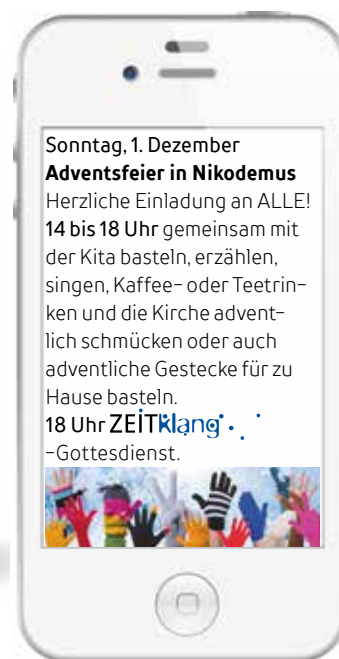 Sonntag, 1. Dezember
Adventsfeier in Nikodemus
Herzliche Einladung an ALLE!
14 bis 18 Uhr gemeinsam mit
der Kita basteln, erzählen,
singen, Kaffee- oder Teetrin-
ken und die Kirche advent-
lich schmücken oder auch
adventliche Gestecke für zu
Hause basteln.
18 Uhr ZEITklang
-Gottesdienst.